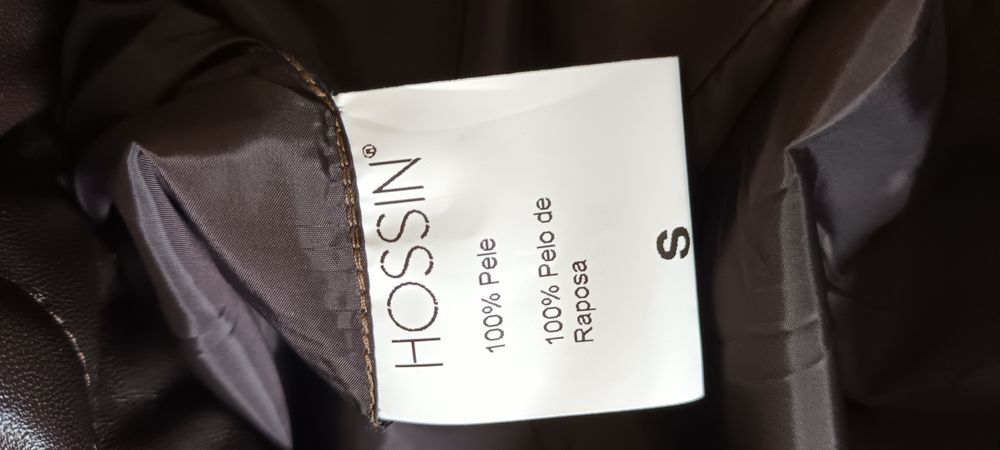 HOSSIN®
100% Pele
100% Pelo de
Raposa
S